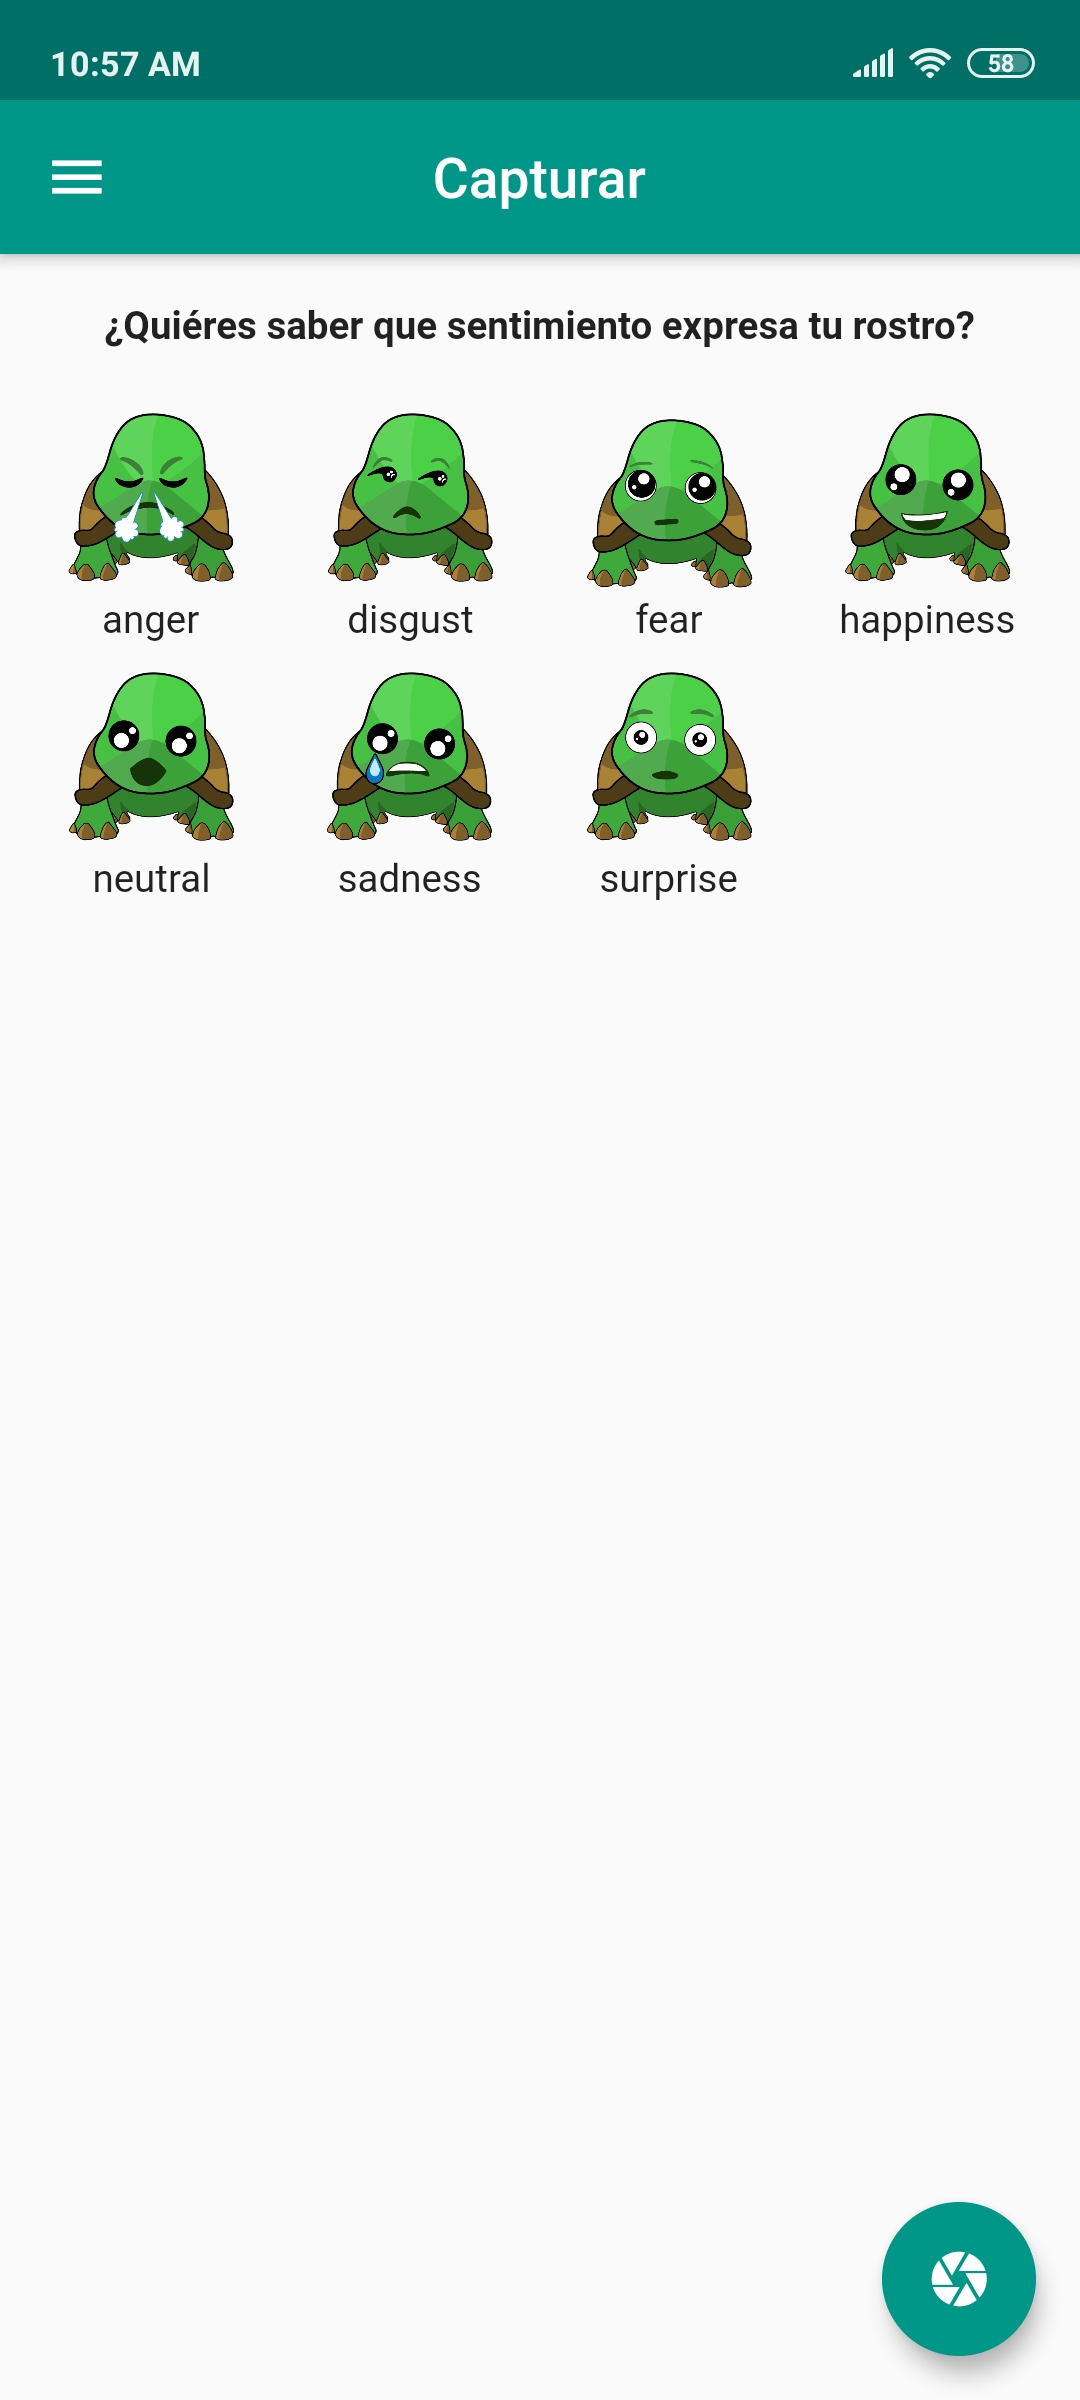 10:57 AM
58
Capturar
¿Quiéres saber que sentimiento expresa tu rostro?
anger disgust fear happiness
neutral sadness surprise